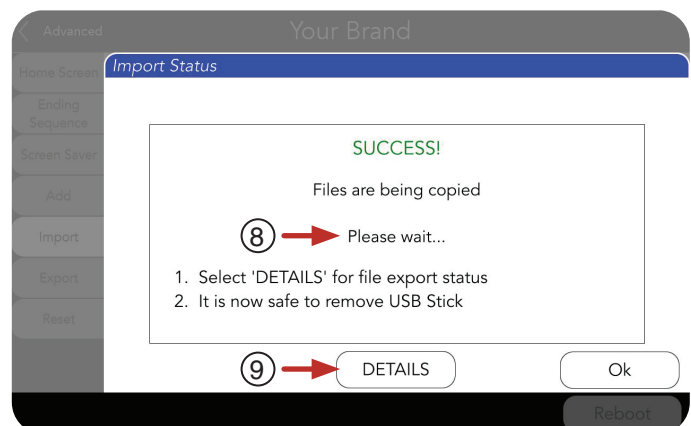 Advanced
Your Brand
Home Screen
Import Status
Ending
Sequence
Screen Saver
Add
Import
Export
Reset
SUCCESS!
Files are being copied
8
Please wait...
1. Select 'DETAILS' for file export status
2. It is now safe to remove USB Stick
9
DETAILS
Ok
Reboot